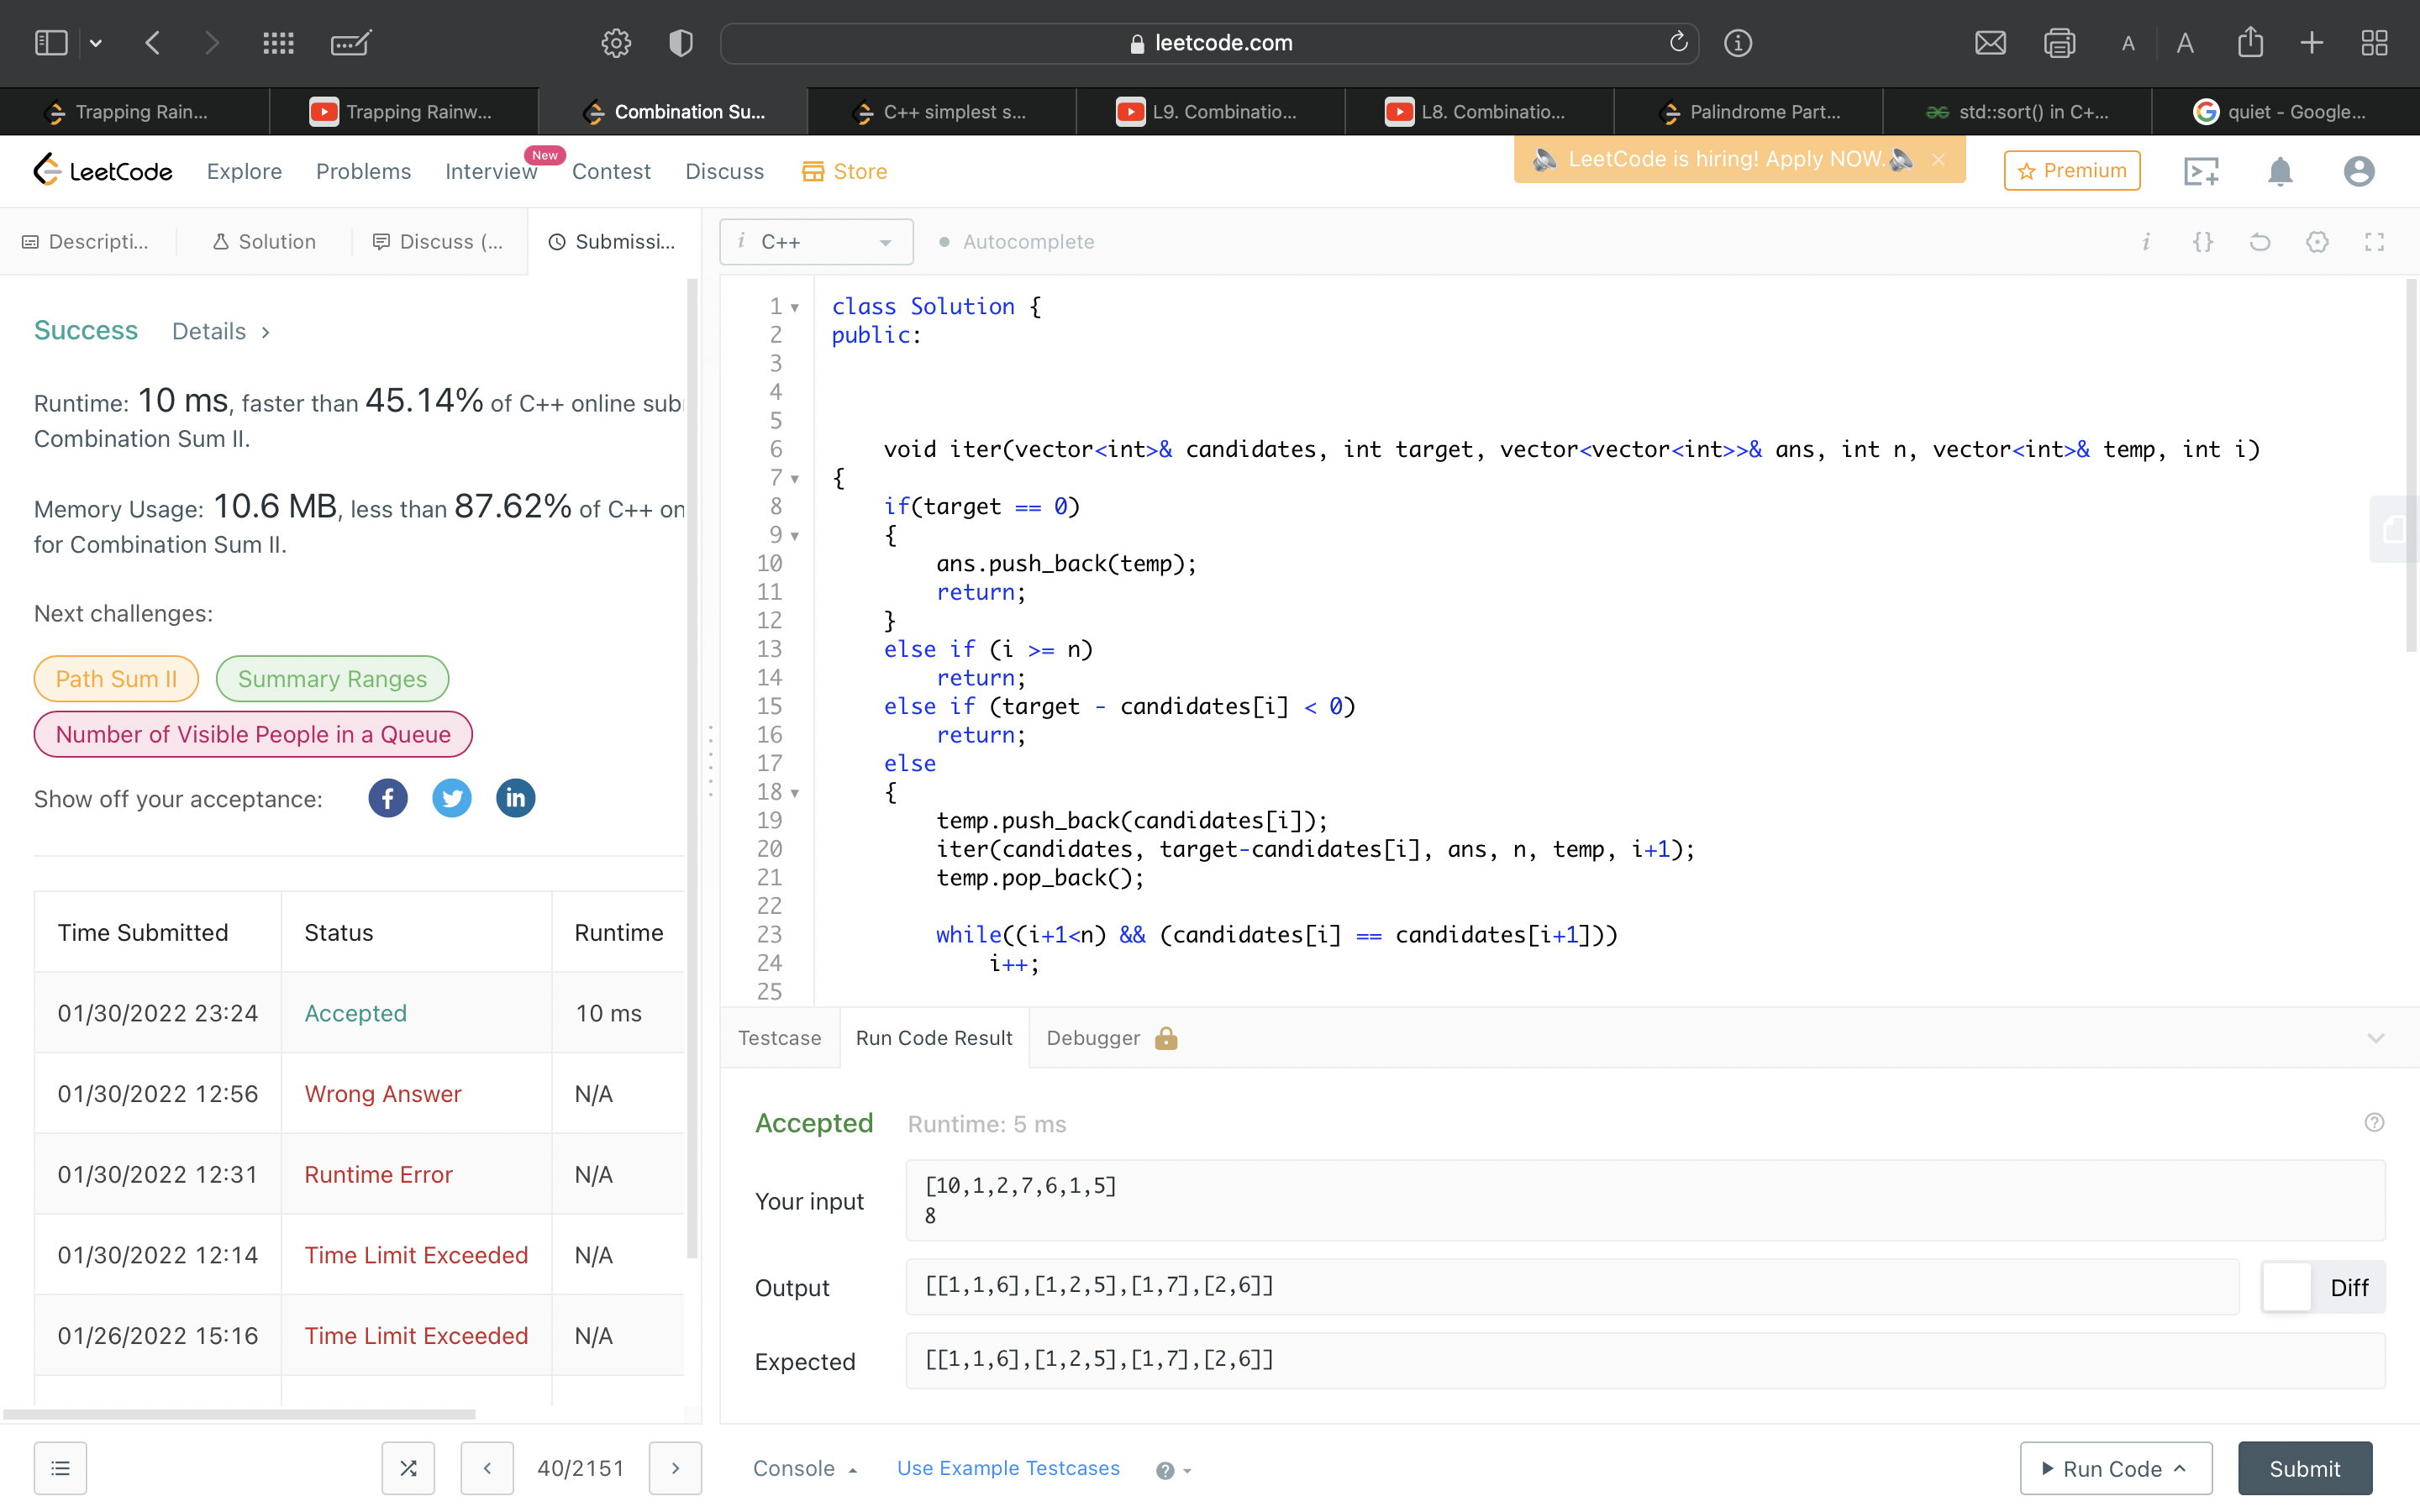 leetcode.com
A A
Trapping Rain...
Trapping Rainw...
Combination Su...
C++ simplest s...
L9. Combinatio...
L8. Combinatio...
Palindrome Part...
std::sort() in C+...
quiet - Google...
LeetCode Explore Problems Interview New Contest Discuss Store
LeetCode is hiring! Apply NOW. ×
Premium
Descripti... Solution Discuss (... Submissi...
i C++ Autocomplete
i {}
Success Details >
Runtime: 10 ms, faster than 45.14% of C++ online sub
Combination Sum II.
Memory Usage: 10.6 MB, less than 87.62% of C++ on
for Combination Sum II.
Next challenges:
Path Sum II Summary Ranges
Number of Visible People in a Queue
Show off your acceptance: f in
Time Submitted Status Runtime
01/30/2022 23:24 Accepted 10 ms
01/30/2022 12:56 Wrong Answer N/A
01/30/2022 12:31 Runtime Error N/A
01/30/2022 12:14 Time Limit Exceeded N/A
01/26/2022 15:16 Time Limit Exceeded N/A
40/2151
1 class Solution {
2 public:
3
4
5
6 void iter(vector<int>& candidates, int target, vector<vector<int>>& ans, int n, vector<int>& temp, int i)
7 {
8 if(target == 0)
9 {
10 ans.push_back(temp);
11 return;
12 }
13 else if (i >= n)
14 return;
15 else if (target - candidates[i] < 0)
16 return;
17 else
18 {
19 temp.push_back(candidates[i]);
20 iter(candidates, target-candidates[i], ans, n, temp, i+1);
21 temp.pop_back();
22
23 while((i+1<n) && (candidates[i] == candidates[i+1]))
24 i++;
25
Testcase Run Code Result Debugger
Accepted Runtime: 5 ms
?
Your input
[10,1,2,7,6,1,5]
8
Output [[1,1,6],[1,2,5],[1,7],[2,6]] Diff
Expected [[1,1,6],[1,2,5],[1,7],[2,6]]
Console Use Example Testcases ?
Run Code Submit